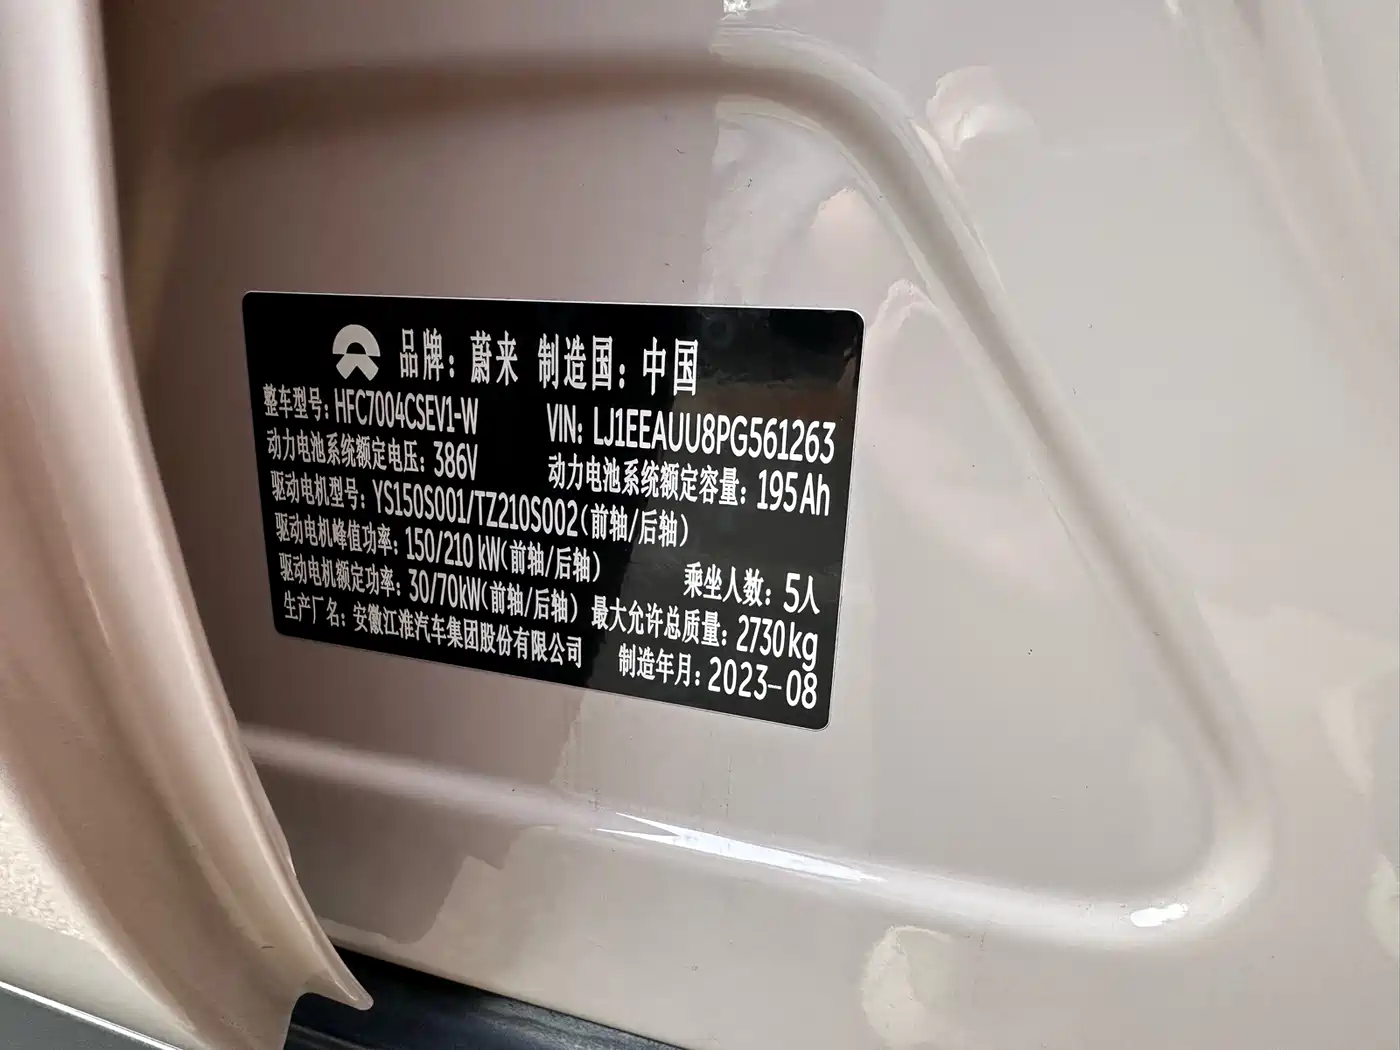 品牌：蔚来 制造国：中国
整车型号：HFC7004CSEV1-W VIN：LJ1EEAUU8PG561263
动力电池系统额定电压：386V 动力电池系统额定容量：195Ah
驱动电机型号：YS150S001/TZ210S002(前轴/后轴)
驱动电机峰值功率：150/210 kW(前轴/后轴) 乘坐人数：5人
驱动电机额定功率：30/70kW(前轴/后轴) 最大允许总质量：2730kg
生产厂名：安徽江淮汽车集团股份有限公司 制造年月：2023-08